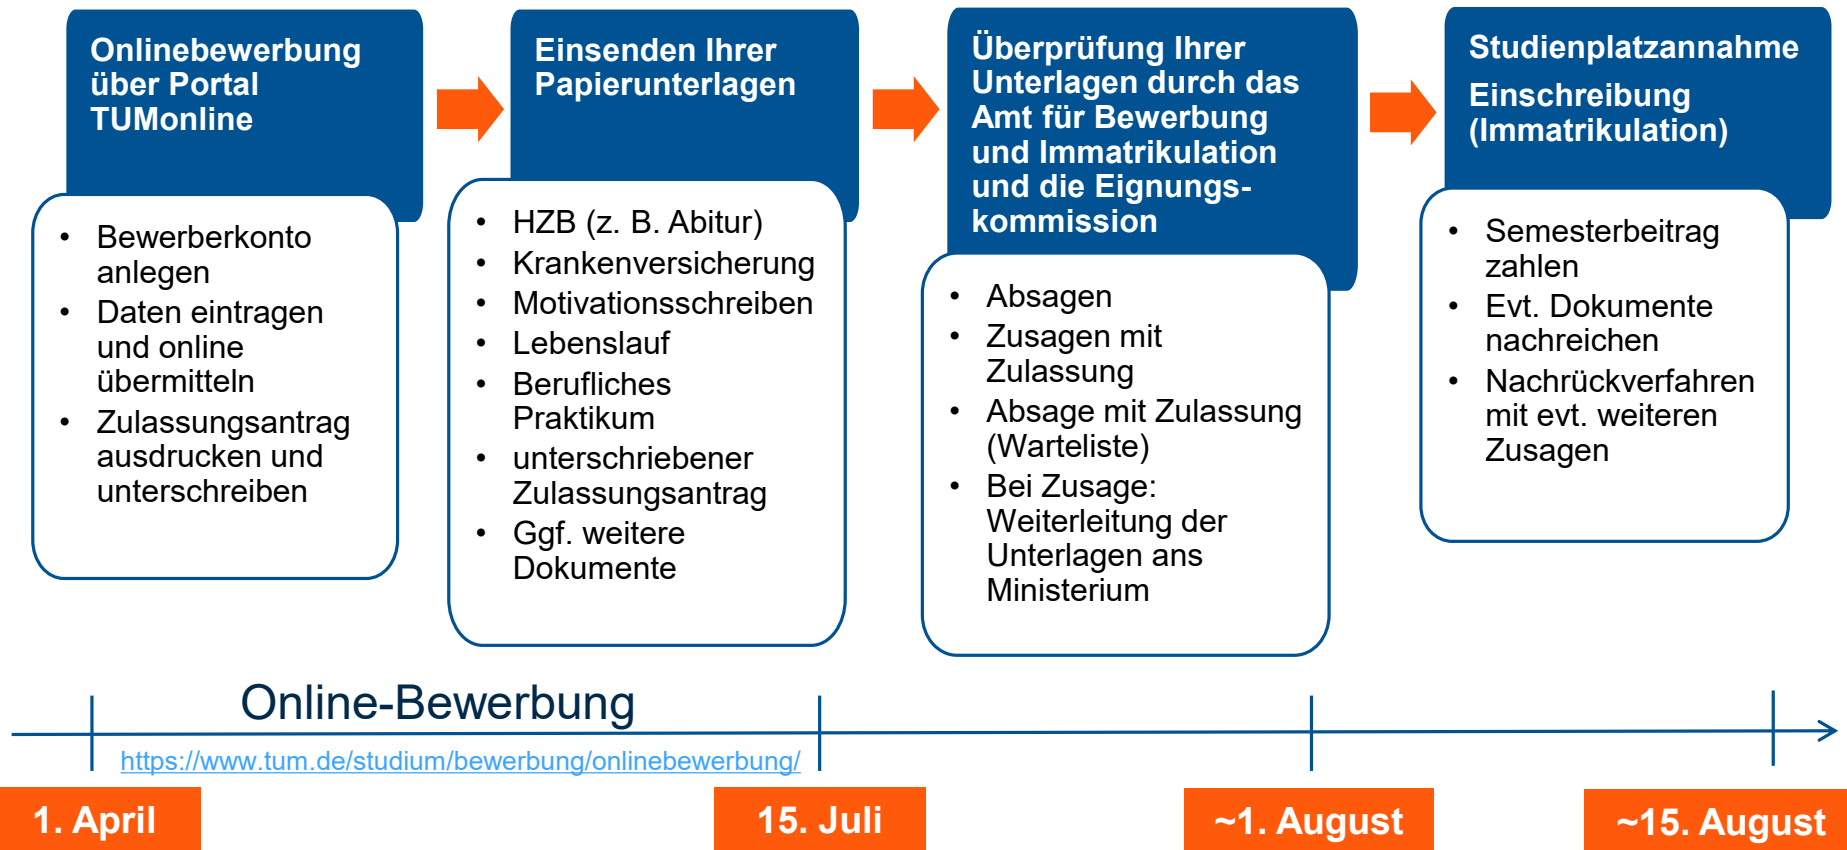 Onlinebewerbung
über Portal
TUMonline
• Bewerberkonto
anlegen
• Daten eintragen
und online
übermitteln
• Zulassungsantrag
ausdrucken und
unterschreiben
Einsenden Ihrer
Papierunterlagen
• HZB (z. B. Abitur)
• Krankenversicherung
• Motivationsschreiben
• Lebenslauf
• Berufliches
Praktikum
• unterschriebener
Zulassungsantrag
• Ggf. weitere
Dokumente
Überprüfung Ihrer
Unterlagen durch das
Amt für Bewerbung
und Immatrikulation
und die Eignungs-
kommission
• Absagen
• Zusagen mit
Zulassung
• Absage mit Zulassung
(Warteliste)
• Bei Zusage:
Weiterleitung der
Unterlagen ans
Ministerium
Studienplatzannahme
Einschreibung
(Immatrikulation)
• Semesterbeitrag
zahlen
• Evt. Dokumente
nachreichen
• Nachrückverfahren
mit evt. weiteren
Zusagen
Online-Bewerbung
https://www.tum.de/studium/bewerbung/onlinebewerbung/
1. April
15. Juli
~1. August
~15. August